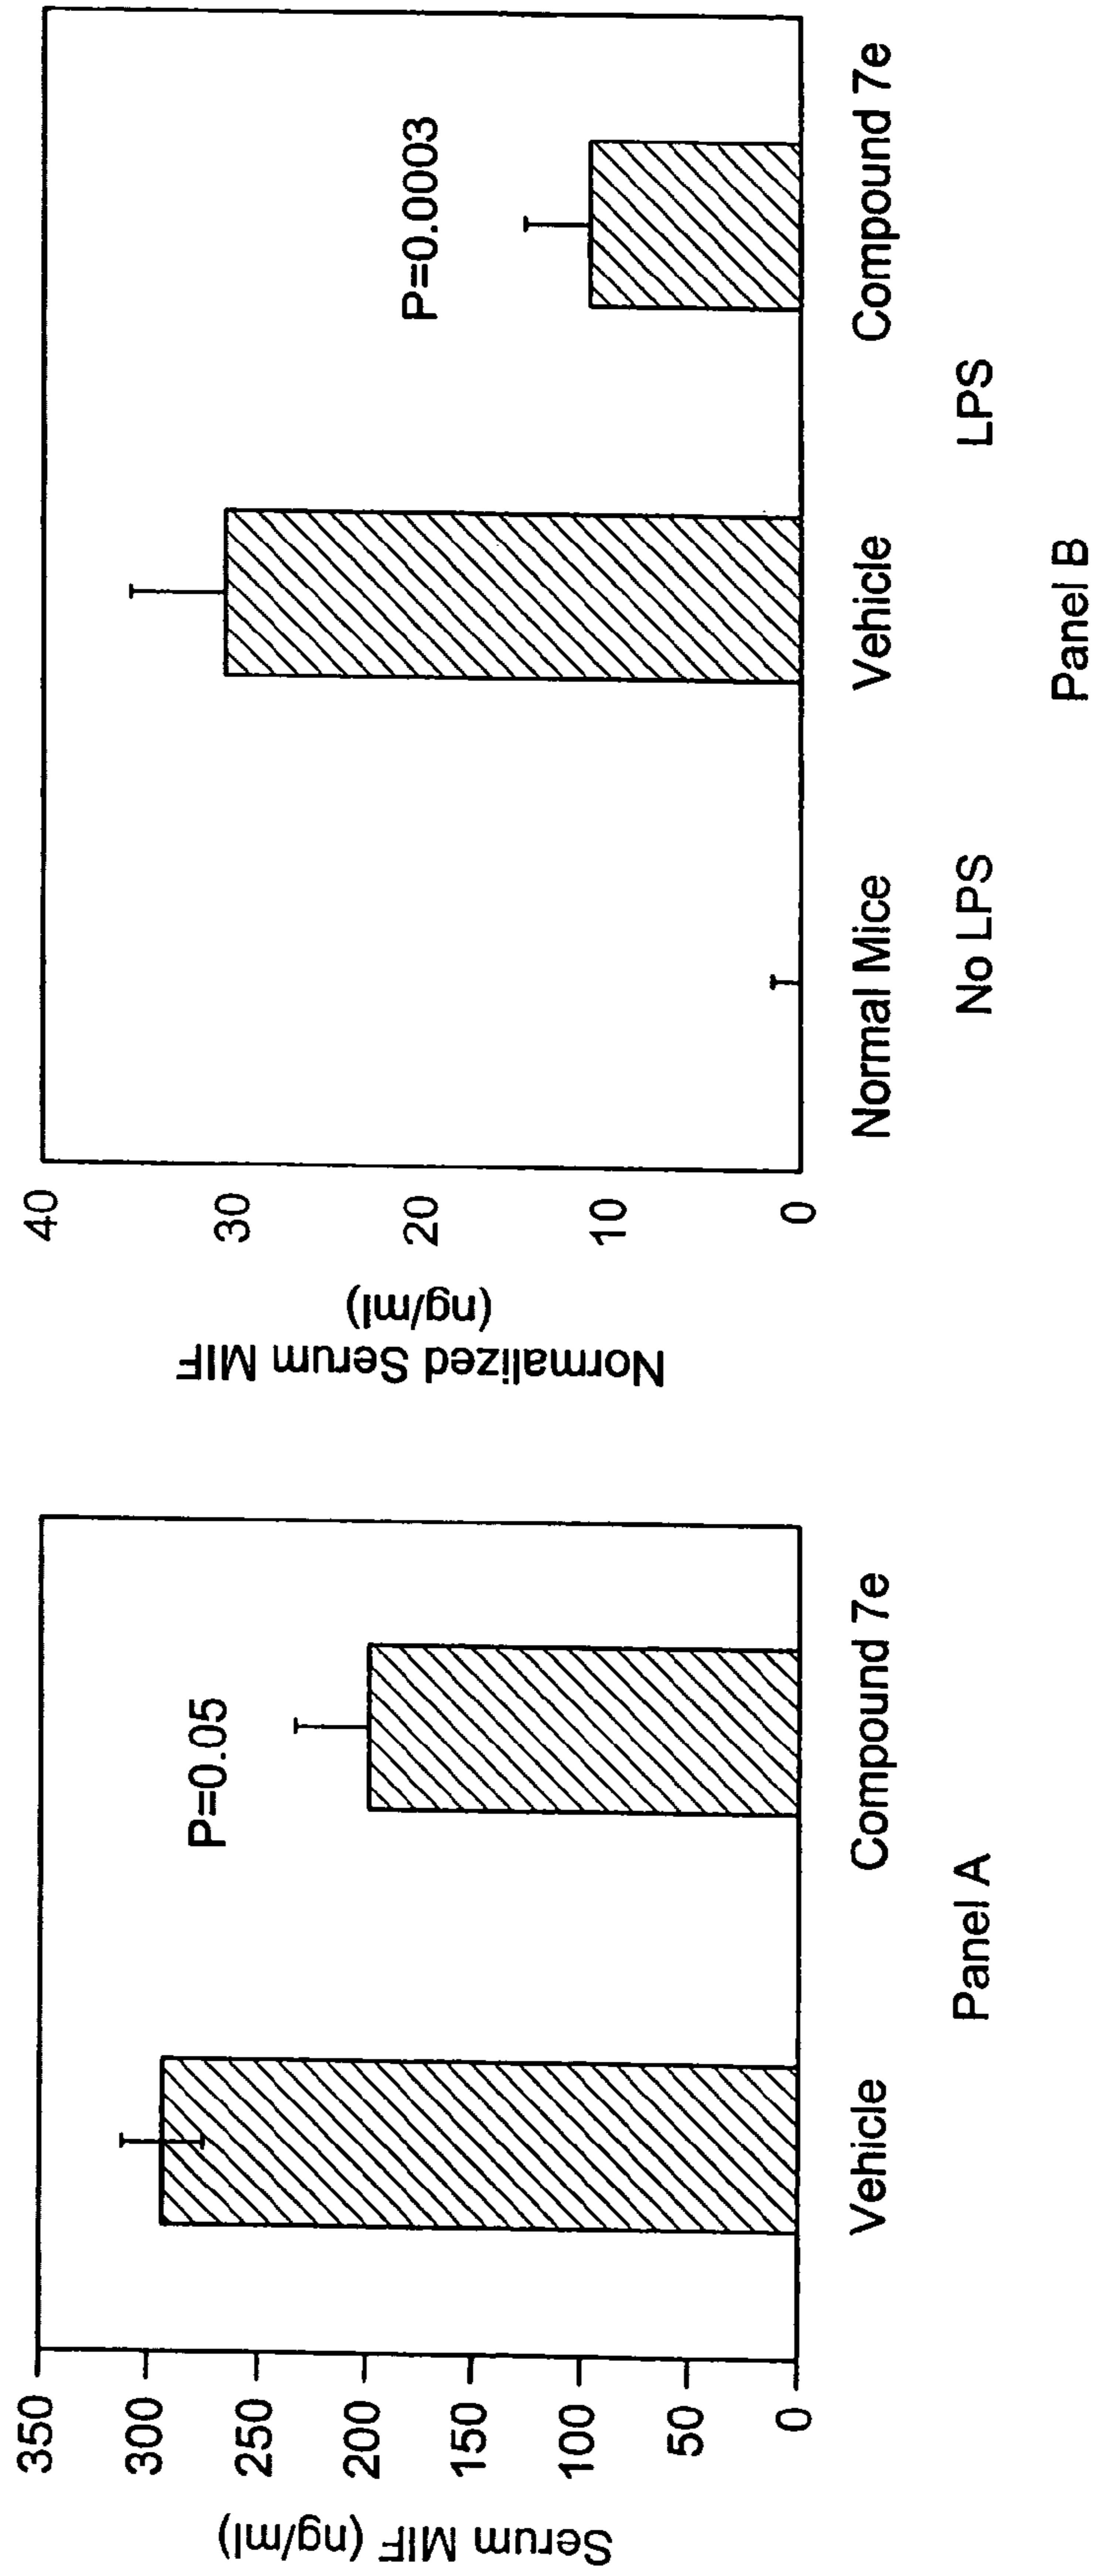 Serum MIF (ng/ml)
350
300
250
200
150
100
50
0
P=0.05
Vehicle
Compound 7e
Panel A
Normalized Serum MIF
(ng/ml)
40
30
20
10
0
P=0.0003
Normal Mice
Vehicle
Compound 7e
No LPS
LPS
Panel B